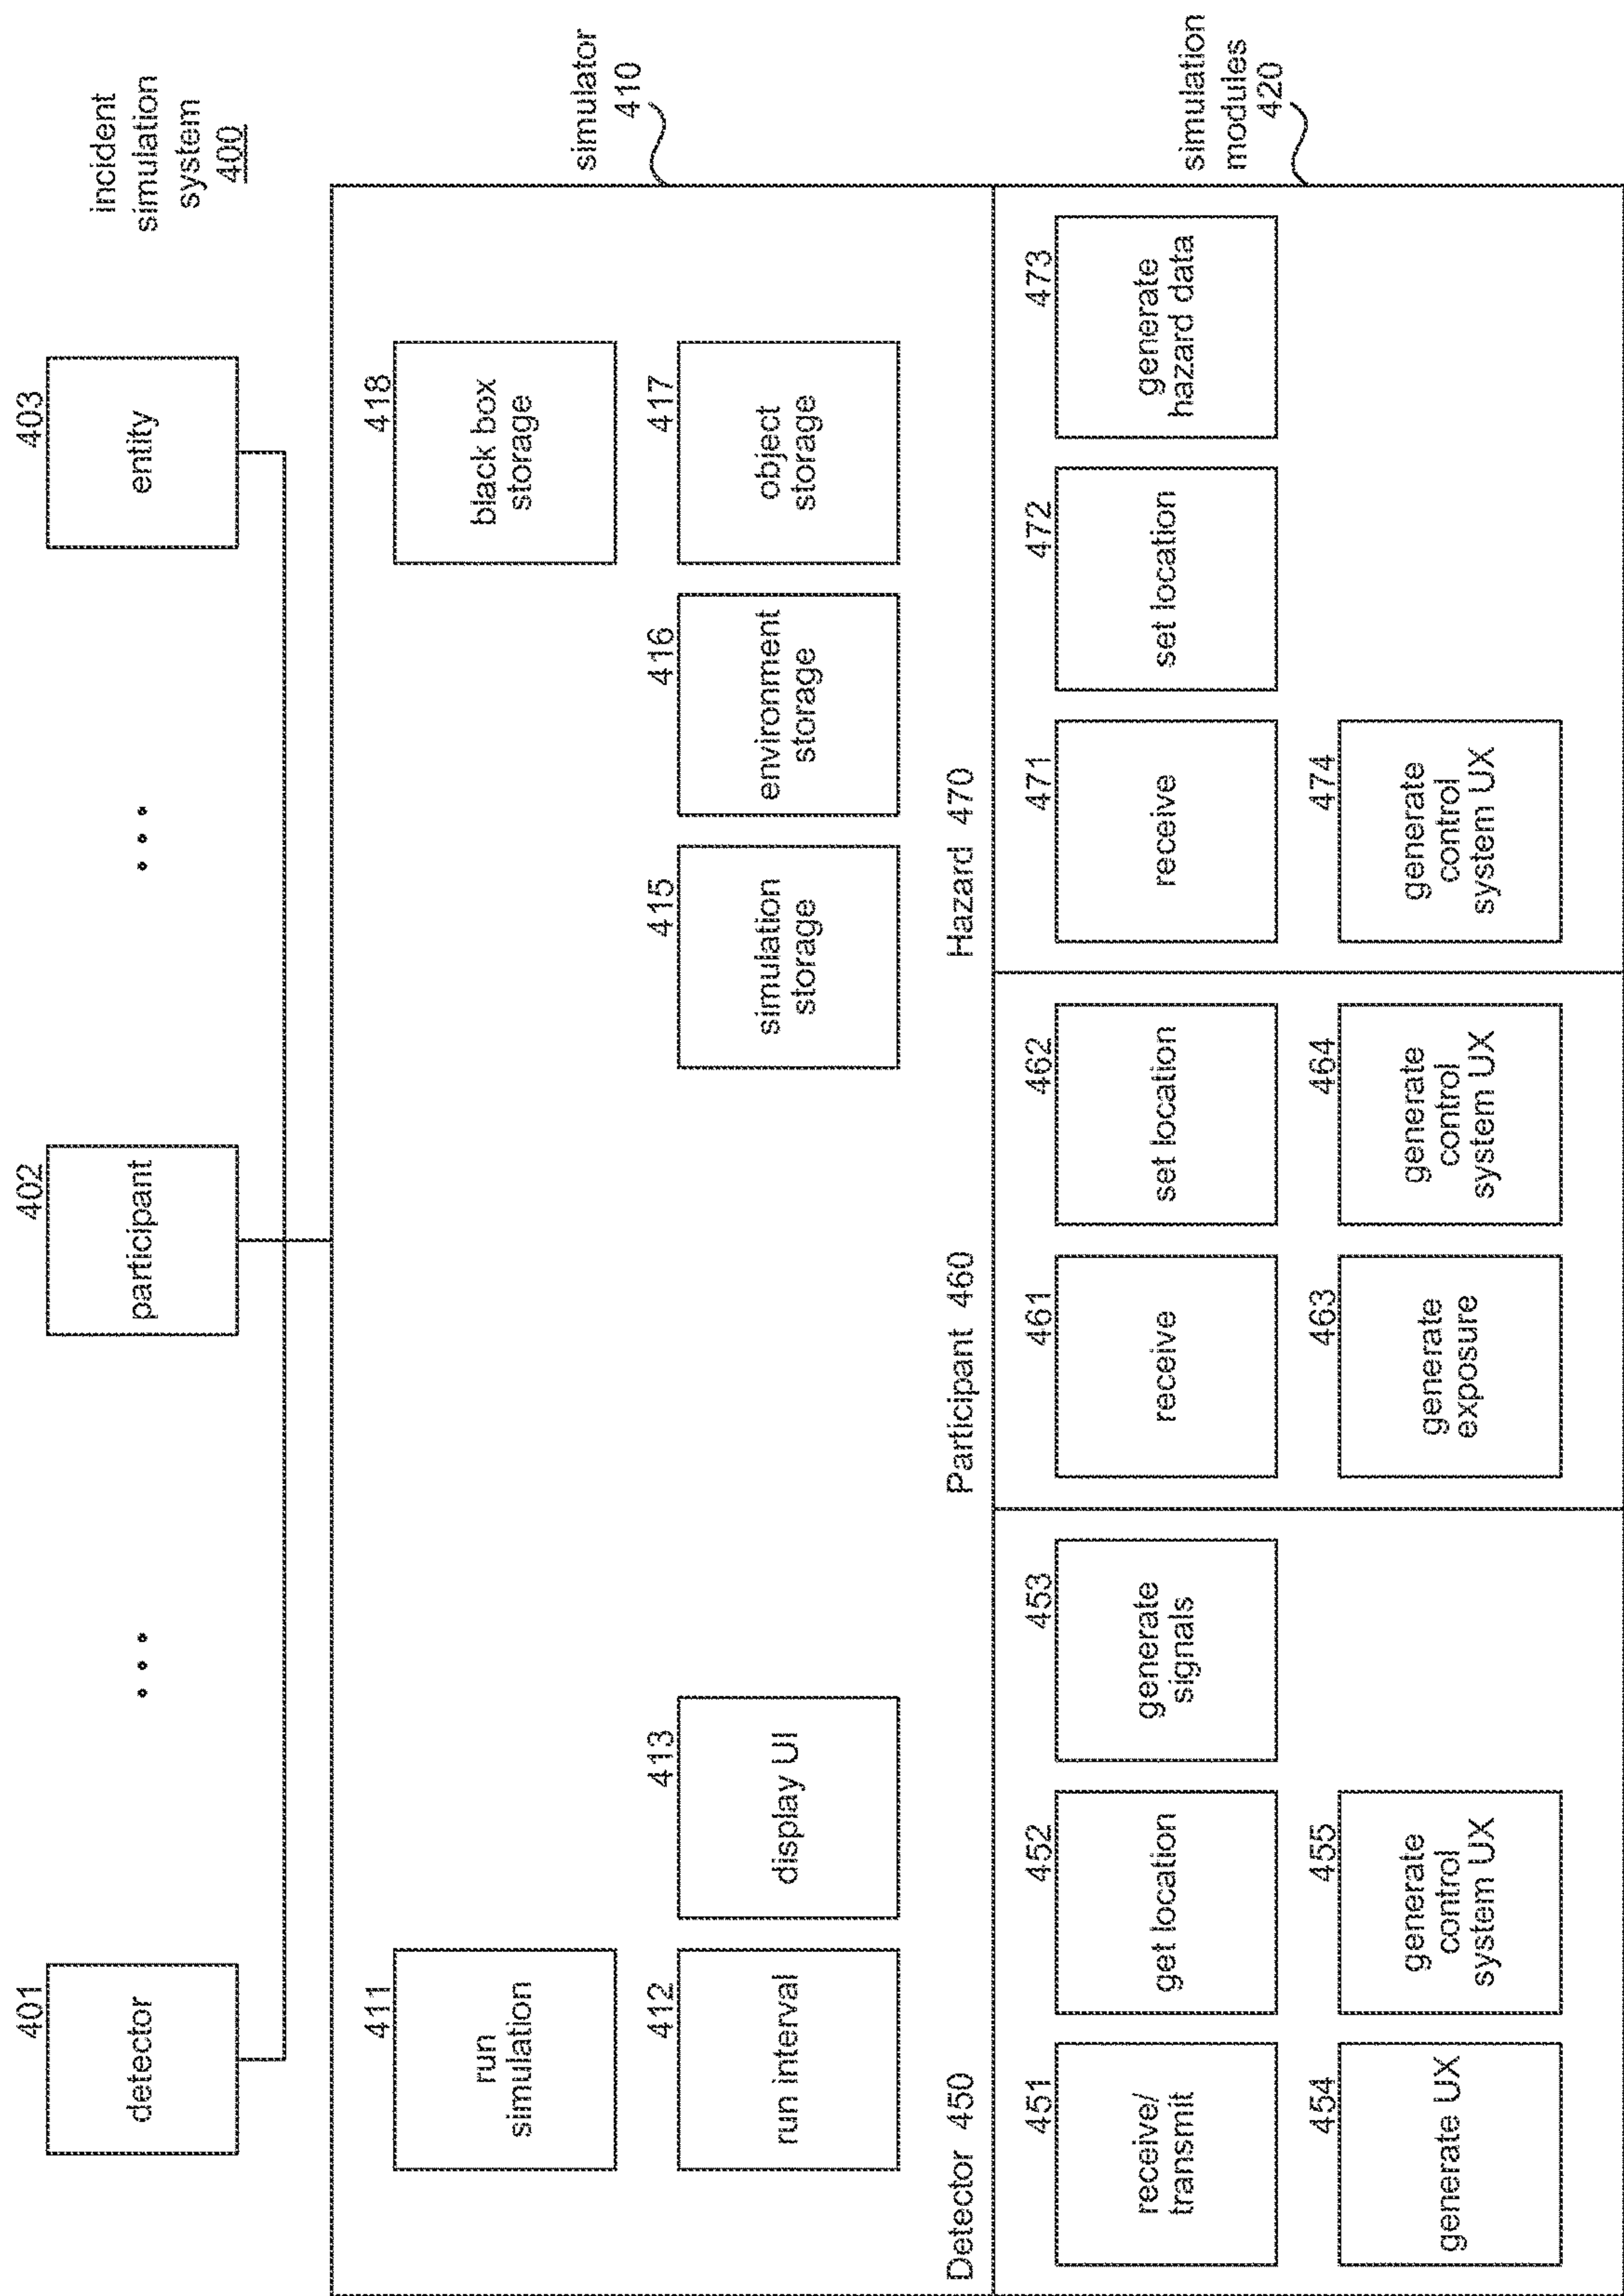 incident
simulation
system
400
401
detector
402
participant
403
entity
simulator
410
411
run
simulation
418
black box
storage
412
run interval
413
display UI
415
simulation
storage
416
environment
storage
417
object
storage
simulation
modules
420
Detector 450
451
receive/
transmit
452
get location
453
generate
signals
454
generate UX
455
generate
control
system UX
Participant 460
461
receive
462
set location
463
generate
exposure
464
generate
control
system UX
Hazard 470
471
receive
472
set location
473
generate
hazard data
474
generate
control
system UX